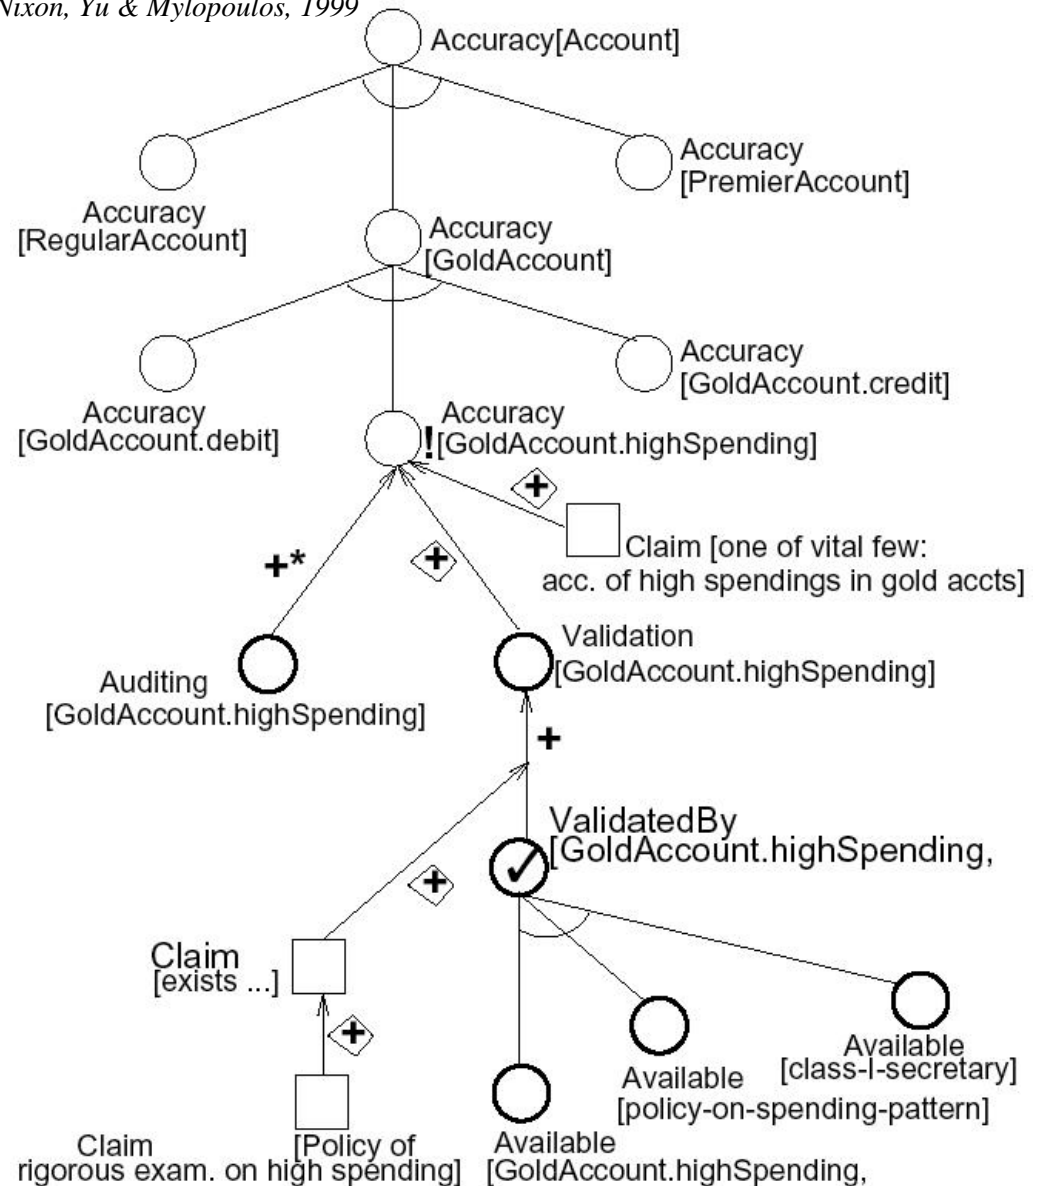 Nixon, Yu & Mylopoulos, 1999
Accuracy[Account]
Accuracy
[PremierAccount]
Accuracy
[RegularAccount]
Accuracy
[GoldAccount]
Accuracy
[GoldAccount.credit]
Accuracy
[GoldAccount.debit]
Accuracy
![GoldAccount.highSpending]
+
Claim [one of vital few:
acc. of high spendings in gold accts]
+*
+
Validation
[GoldAccount.highSpending]
Auditing
[GoldAccount.highSpending]
+
ValidatedBy
[GoldAccount.highSpending,
✓
+
Claim
[exists ...]
+
Available
[class-I-secretary]
Available
[policy-on-spending-pattern]
Claim [Policy of
rigorous exam. on high spending]
Available
[GoldAccount.highSpending,